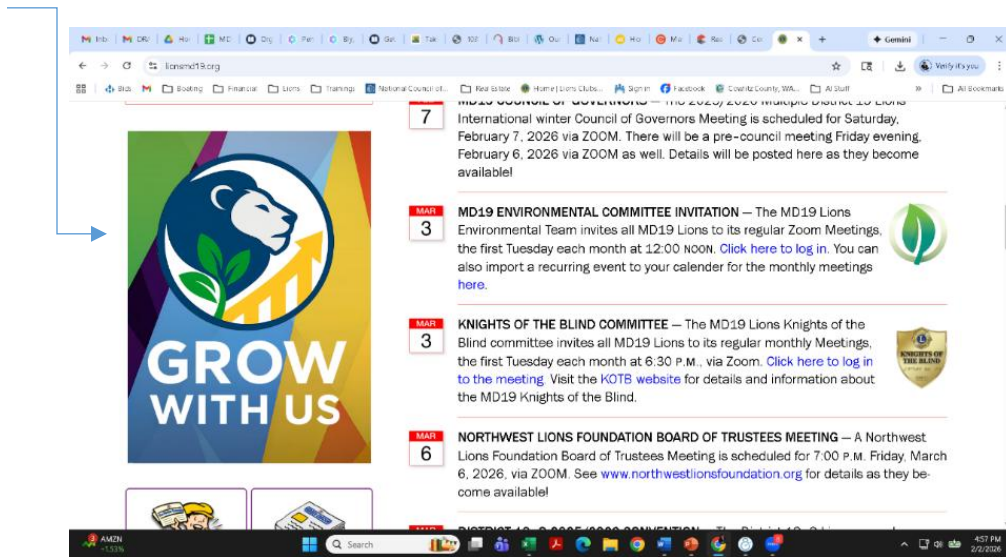 Gemini
lionsmd19.org
Verify it's you
Bids
Boating
Financial
Lions
Trainings
National Council of...
Real Estate
Home | Lions Clubs...
Sign in
Facebook
Cowlitz County, WA...
AI Stuff
All Bookmarks
MD19 COUNCIL OF GOVERNORS — The 2025/2026 Multiple District 19 Lions
7
International winter Council of Governors Meeting is scheduled for Saturday,
February 7, 2026 via ZOOM. There will be a pre-council meeting Friday evening,
February 6, 2026 via ZOOM as well. Details will be posted here as they become
available!
MAR
3
MD19 ENVIRONMENTAL COMMITTEE INVITATION — The MD19 Lions
Environmental Team invites all MD19 Lions to its regular Zoom Meetings,
the first Tuesday each month at 12:00 NOON. Click here to log in. You can
also import a recurring event to your calender for the monthly meetings
here.
MAR
3
KNIGHTS OF THE BLIND COMMITTEE — The MD19 Lions Knights of the
Blind committee invites all MD19 Lions to its regular monthly Meetings,
the first Tuesday each month at 6:30 P.M., via Zoom. Click here to log in
to the meeting. Visit the KOTB website for details and information about
the MD19 Knights of the Blind.
KNIGHTS OF
THE BLIND
GROW
WITH US
MAR
6
NORTHWEST LIONS FOUNDATION BOARD OF TRUSTEES MEETING — A Northwest
Lions Foundation Board of Trustees Meeting is scheduled for 7:00 P.M. Friday, March
6, 2026, via ZOOM. See www.northwestlionsfoundation.org for details as they be-
come available!
AMZN
-1.53%
Search
4:57 PM
2/2/2026